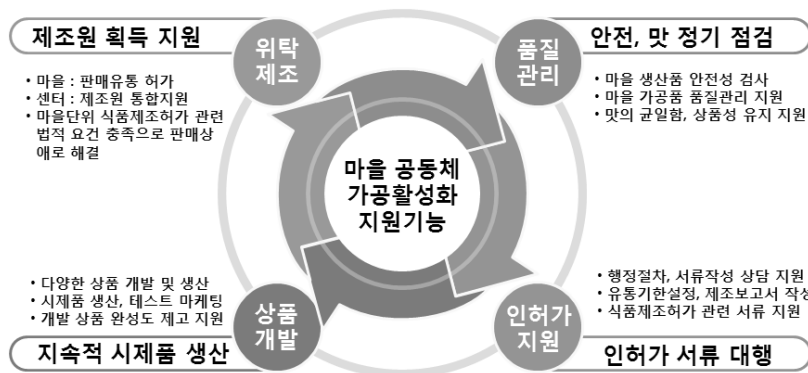 제조원 획득 지원
위탁
제조
• 마을 : 판매유통 허가
• 센터 : 제조원 통합지원
• 마을단위 식품제조허가 관련
법적 요건 충족으로 판매상
애로 해결
품질
관리
안전, 맛 정기 점검
• 마을 생산품 안전성 검사
• 마을 가공품 품질관리 지원
• 맛의 균일함, 상품성 유지 지원
마을 공동체
가공활성화
지원기능
• 다양한 상품 개발 및 생산
• 시제품 생산, 테스트 마케팅
• 개발 상품 완성도 제고 지원
상품
개발
지속적 시제품 생산
인허가
지원
• 행정절차, 서류작성 상담 지원
• 유통기한설정, 제조보고서 작성
• 식품제조허가 관련 서류 지원
인허가 서류 대행